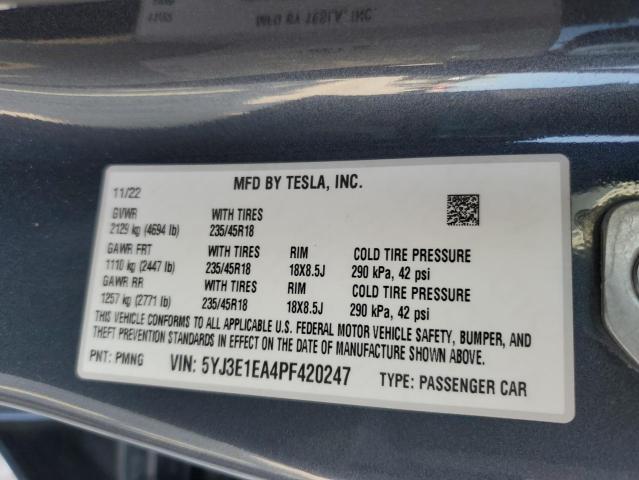 MFD BY TESLA, INC.
11/22
GVWR WITH TIRES
2129 kg (4694 lb) 235/45R18
GAWR FRT WITH TIRES RIM COLD TIRE PRESSURE
1110 kg (2447 lb) 235/45R18 18X8.5J 290 kPa, 42 psi
GAWR RR WITH TIRES RIM COLD TIRE PRESSURE
1257 kg (2771 lb) 235/45R18 18X8.5J 290 kPa, 42 psi
THIS VEHICLE CONFORMS TO ALL APPLICABLE U.S. FEDERAL MOTOR VEHICLE SAFETY, BUMPER, AND
THEFT PREVENTION STANDARDS IN EFFECT ON THE DATE OF MANUFACTURE SHOWN ABOVE.
PNT: PMNG VIN: 5YJ3E1EA4PF420247 TYPE: PASSENGER CAR